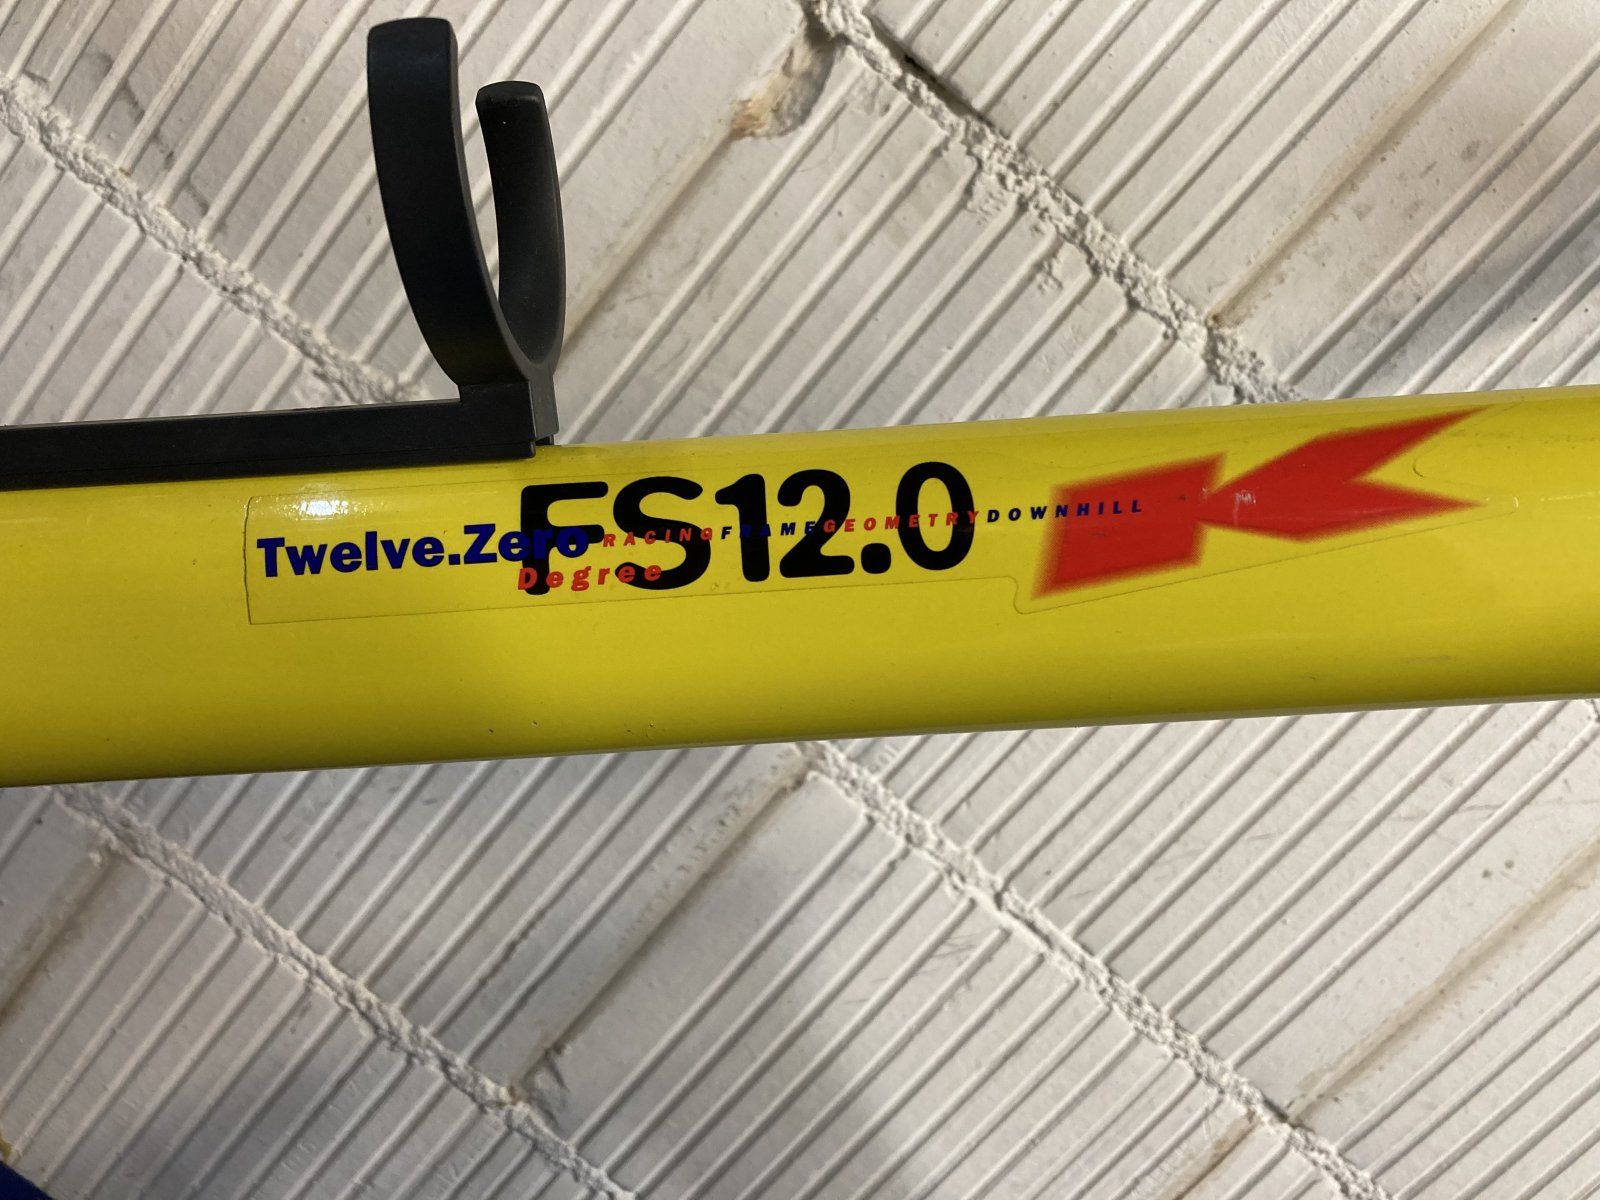 FS12.0
Twelve.Zero RACINGFRAMEGEOMETRYDOWNHILL
Degree